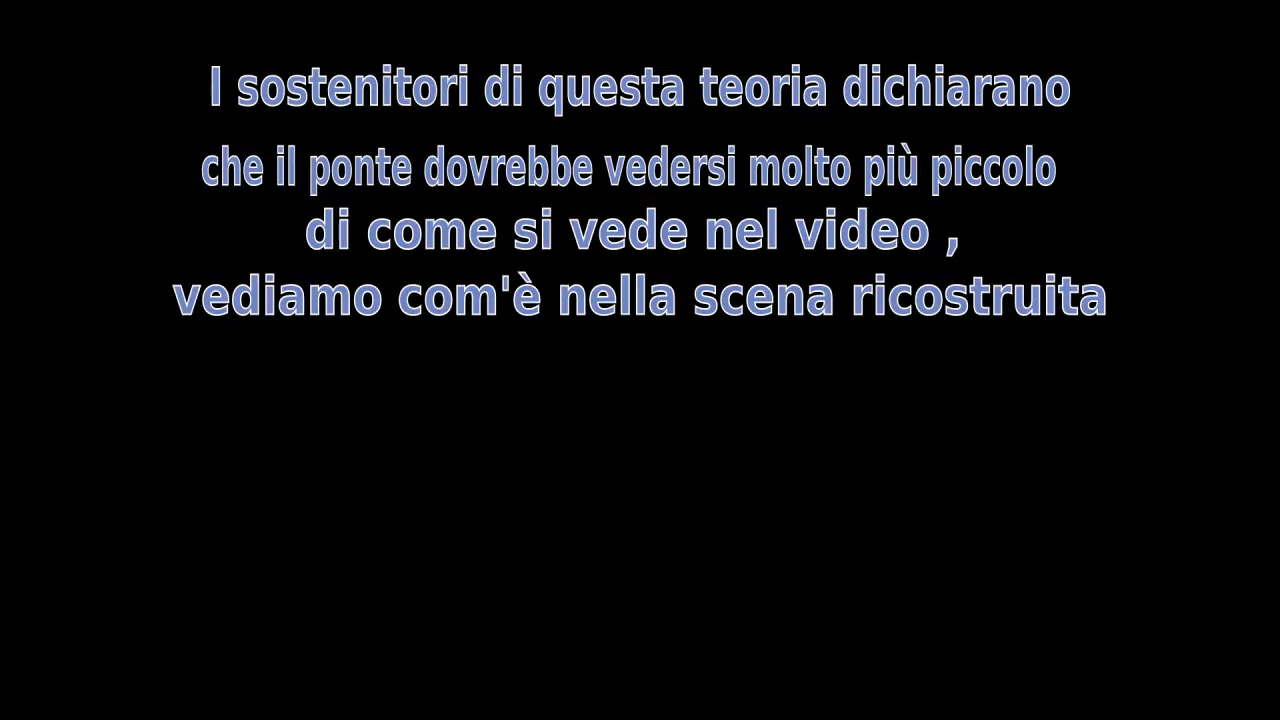 I sostenitori di questa teoria dichiarano
che il ponte dovrebbe vedersi molto più piccolo
di come si vede nel video ,
vediamo com'è nella scena ricostruita